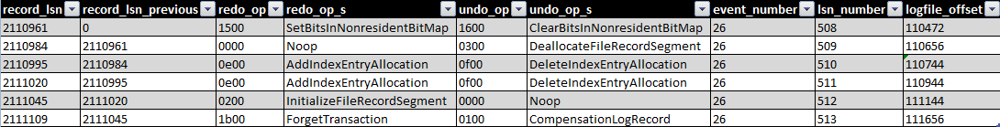 record_lsn record_lsn_previous redo_op redo_op_s undo_op undo_op_s event_number lsn_number logfile_offset
2110961 0 1500 SetBitsInNonresidentBitMap 1600 ClearBitsInNonresidentBitMap 26 508 110472
2110984 2110961 0000 Noop 0300 DeallocateFileRecordSegment 26 509 110656
2110995 2110984 0e00 AddIndexEntryAllocation 0f00 DeleteIndexEntryAllocation 26 510 110744
2111020 2110995 0e00 AddIndexEntryAllocation 0f00 DeleteIndexEntryAllocation 26 511 110944
2111045 2111020 0200 InitializeFileRecordSegment 0000 Noop 26 512 111144
2111109 2111045 1b00 ForgetTransaction 0100 CompensationLogRecord 26 513 111656